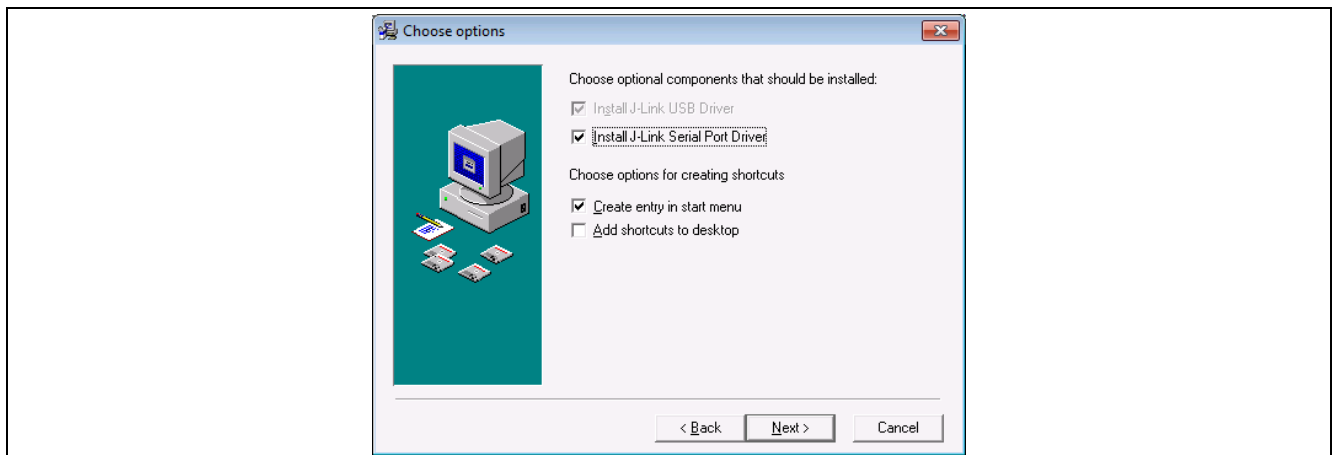 Choose options
Choose optional components that should be installed:
Install J-Link USB Driver
Install J-Link Serial Port Driver
Choose options for creating shortcuts
Create entry in start menu
Add shortcuts to desktop
< Back Next > Cancel